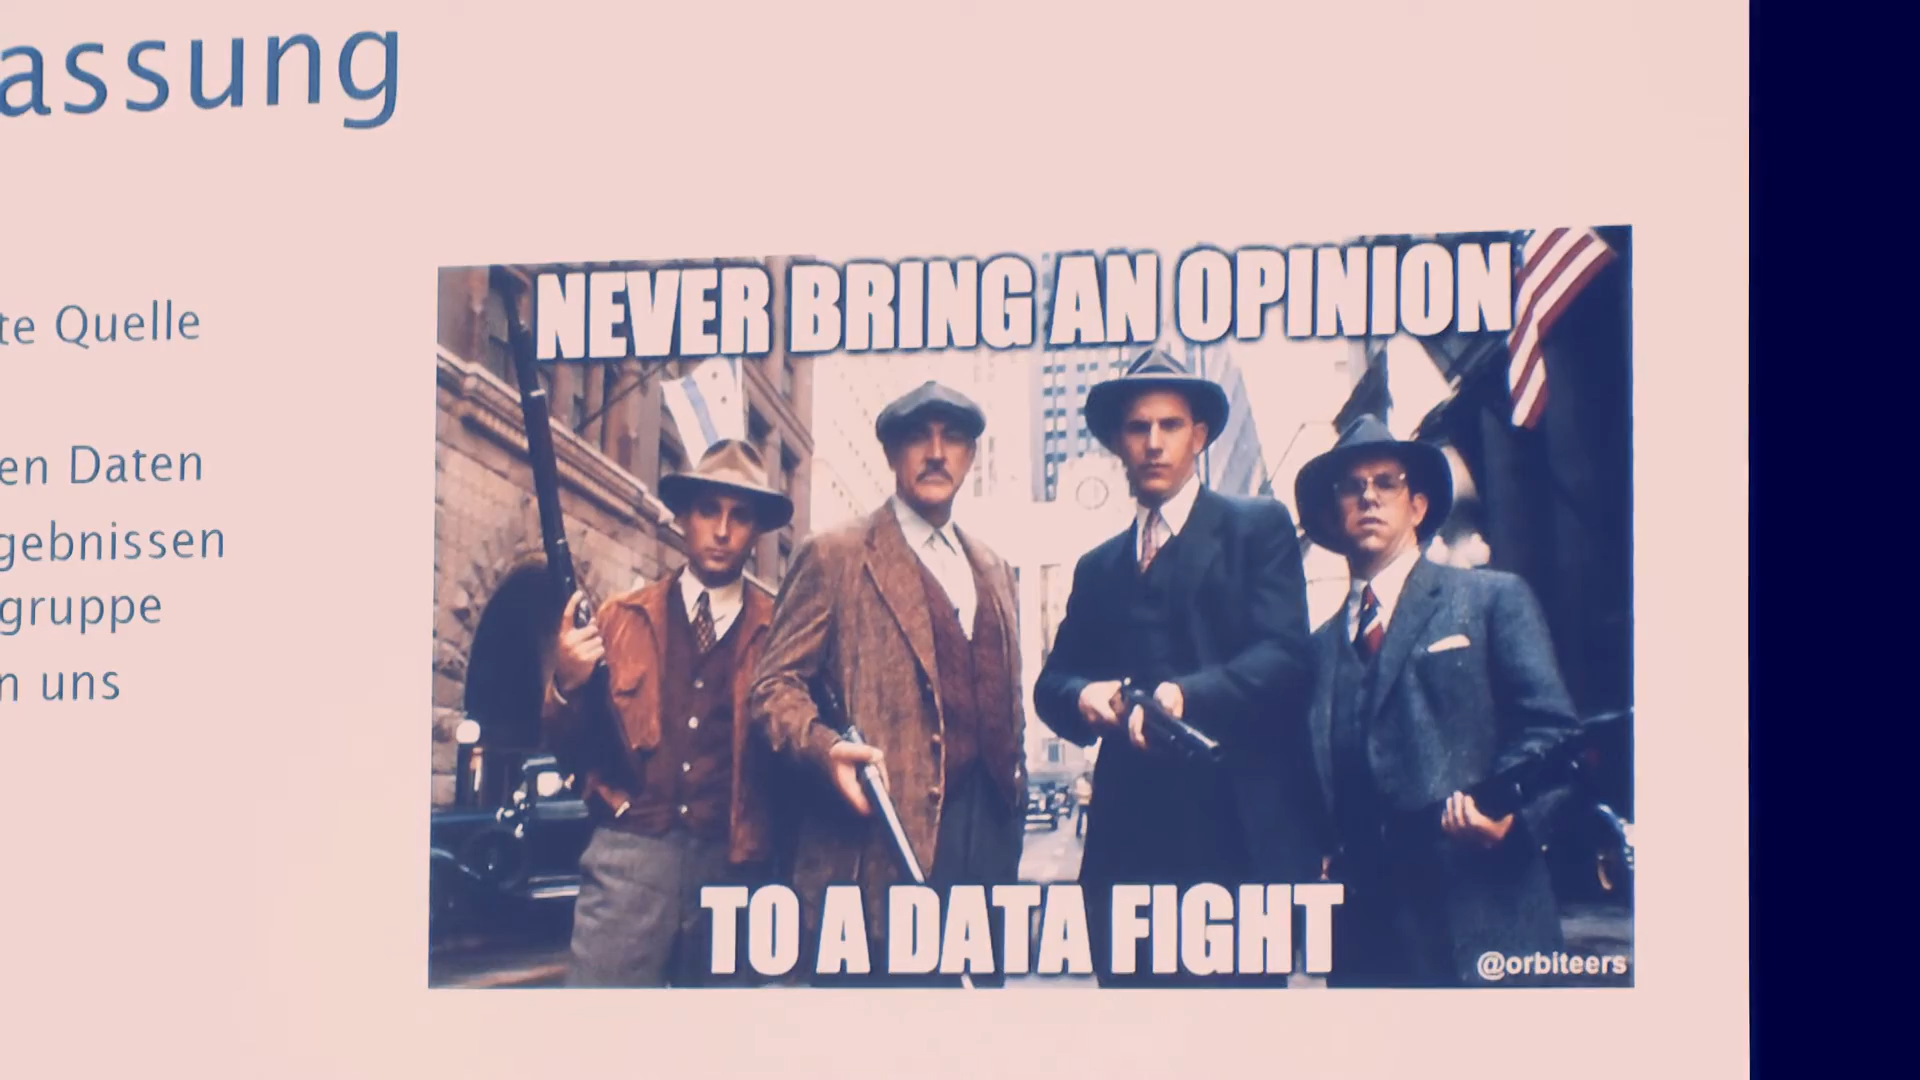 assung
te Quelle
en Daten
gebnissen
gruppe
n uns
NEVER BRING AN OPINION
TO A DATA FIGHT
@orbiteers